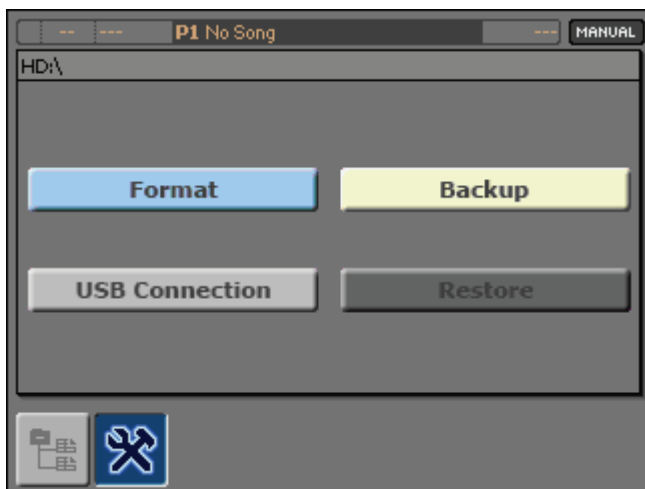 -- --- P1 No Song --- MANUAL
HD:\
Format Backup
USB Connection Restore